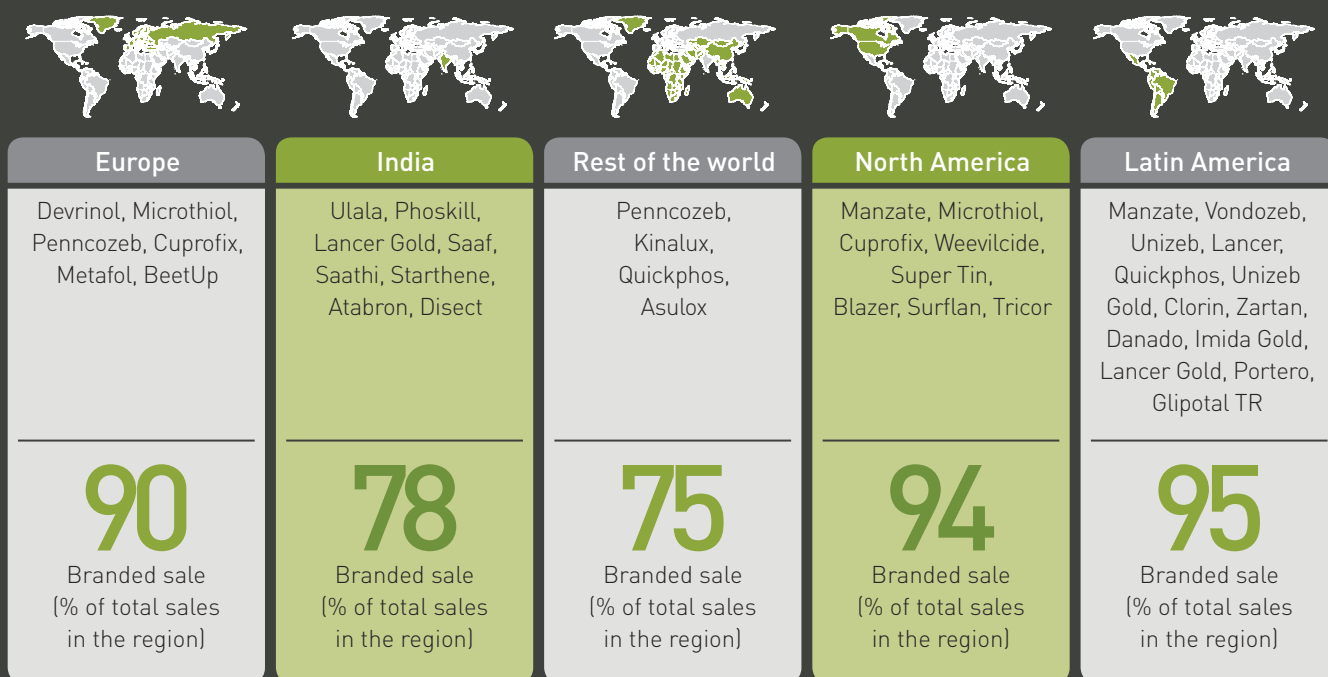 Europe
Devrinol, Microthiol,
Penncozeb, Cuprofix,
Metafol, BeetUp
90
Branded sale
(% of total sales
in the region)
India
Ulala, Phoskill,
Lancer Gold, Saaf,
Saathi, Starthene,
Atabron, Disect
78
Branded sale
(% of total sales
in the region)
Rest of the world
Penncozeb,
Kinalux,
Quickphos,
Asulox
75
Branded sale
(% of total sales
in the region)
North America
Manzate, Microthiol,
Cuprofix, Weevilcide,
Super Tin,
Blazer, Surflan, Tricor
94
Branded sale
(% of total sales
in the region)
Latin America
Manzate, Vondozeb,
Unizeb, Lancer,
Quickphos, Unizeb
Gold, Clorin, Zartan,
Danado, Imida Gold,
Lancer Gold, Portero,
Glipotal TR
95
Branded sale
(% of total sales
in the region)